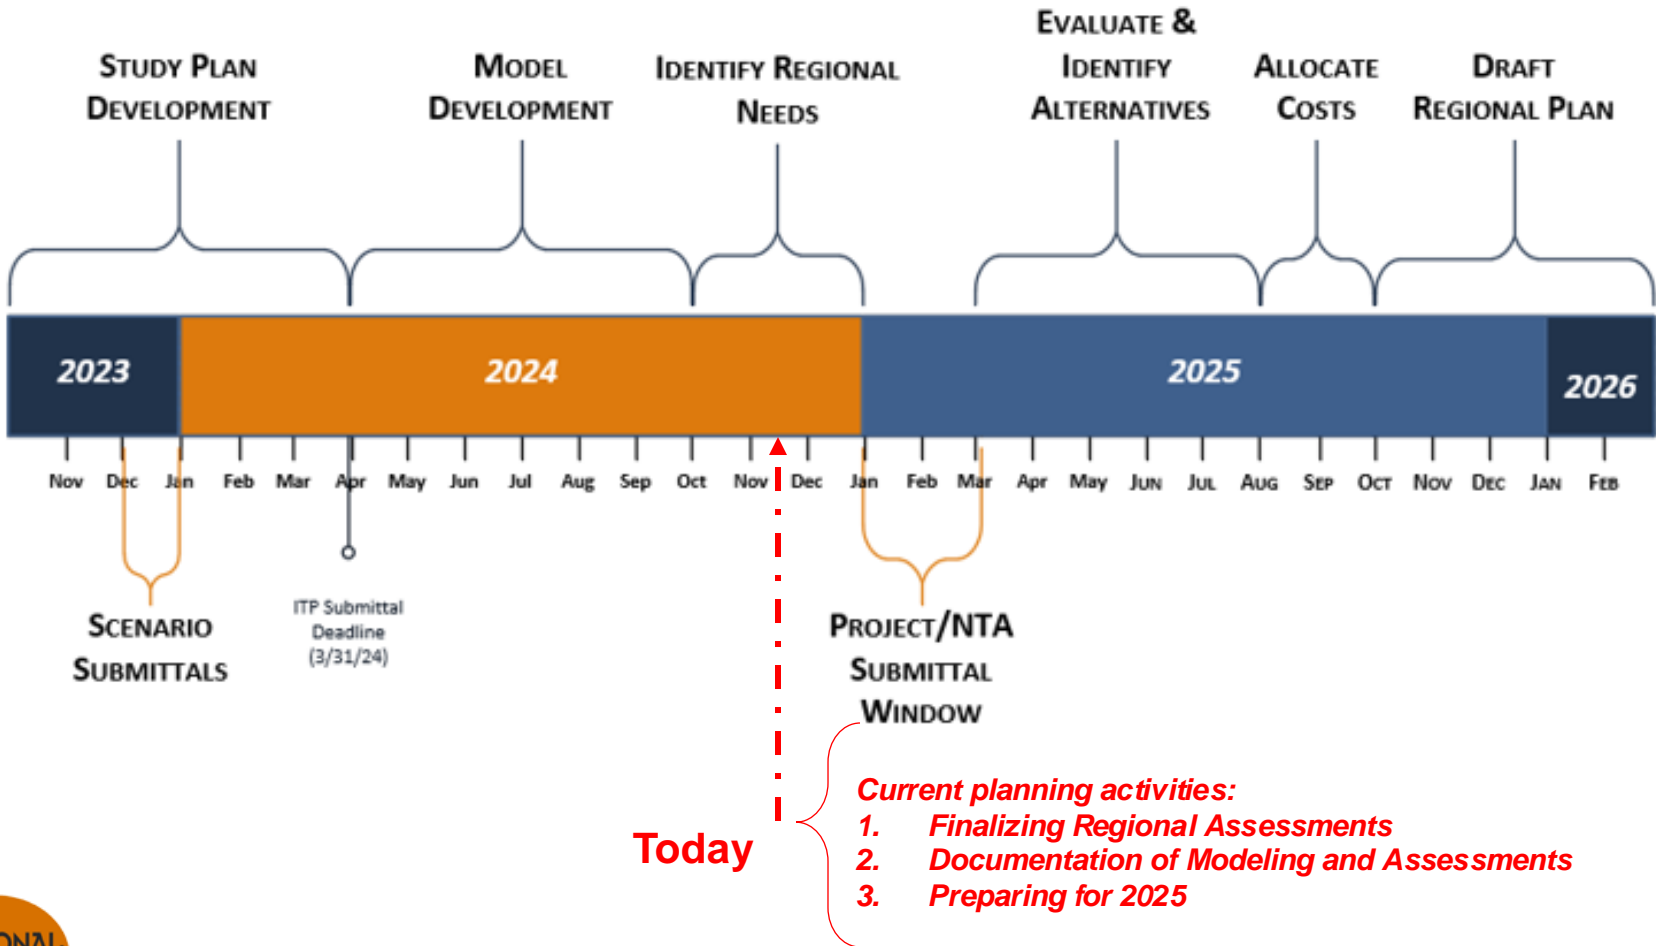 STUDY PLAN
DEVELOPMENT
MODEL
DEVELOPMENT
IDENTIFY REGIONAL
NEEDS
EVALUATE &
IDENTIFY
ALTERNATIVES
ALLOCATE
COSTS
DRAFT
REGIONAL PLAN
2023
2024
2025
2026
Nov Dec Jan Feb Mar Apr May Jun Jul Aug Sep Oct Nov Dec Jan Feb Mar Apr May JUN JUL AUG SEP OCT NOV DEC JAN FEB
SCENARIO
SUBMITTALS
ITP Submittal
Deadline
(3/31/24)
PROJECT/NTA
SUBMITTAL
WINDOW
Today
Current planning activities:
1. Finalizing Regional Assessments
2. Documentation of Modeling and Assessments
3. Preparing for 2025